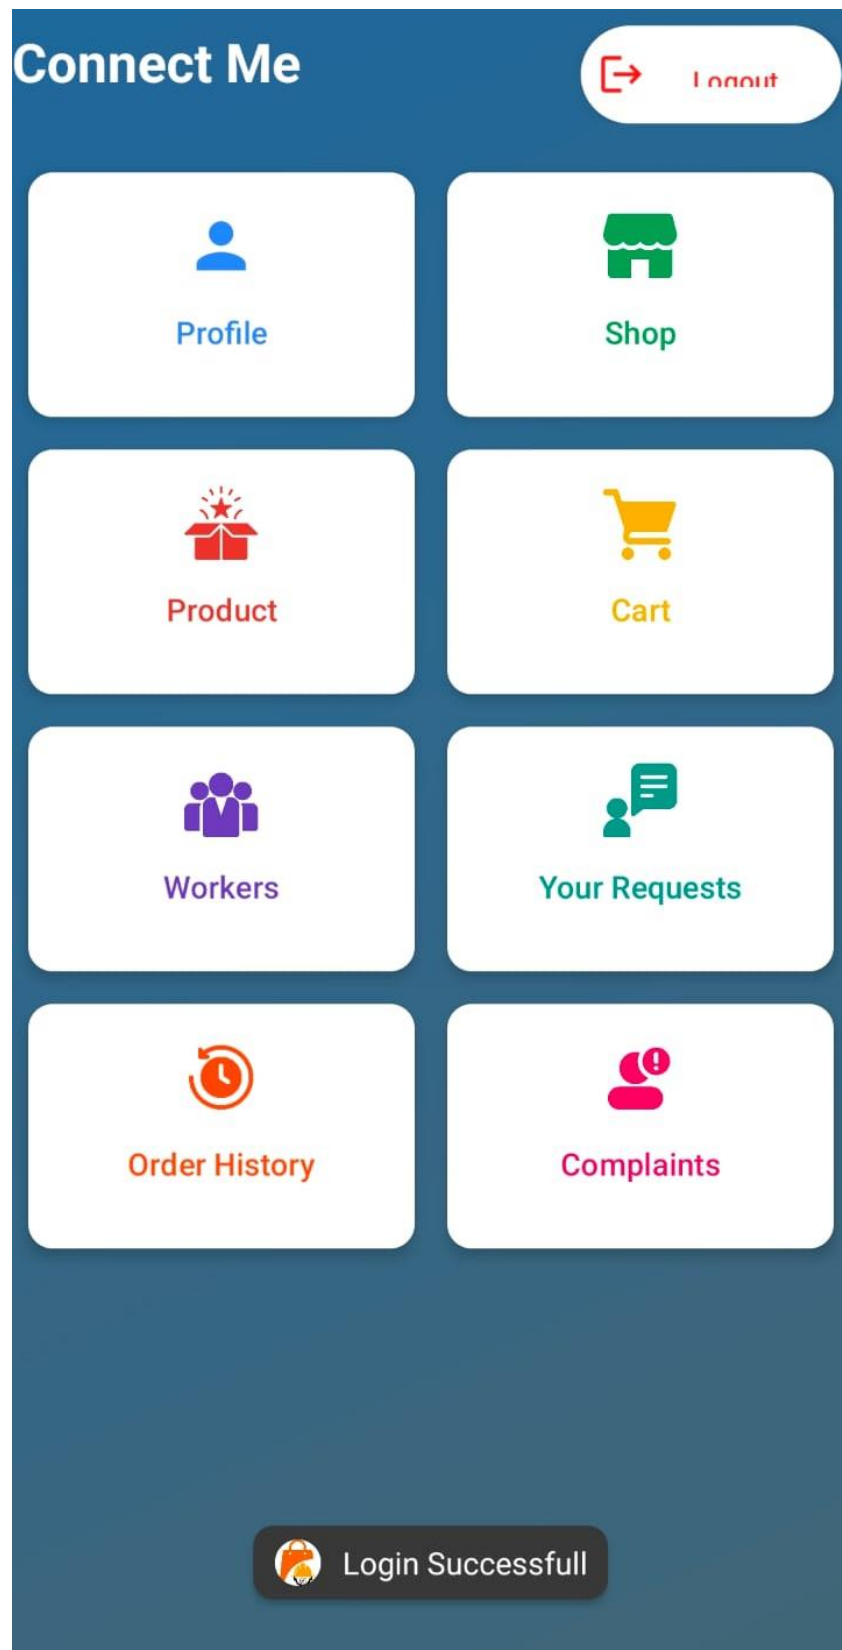 Connect Me
Logout
Profile
Shop
Product
Cart
Workers
Your Requests
Order History
Complaints
Login Successfull